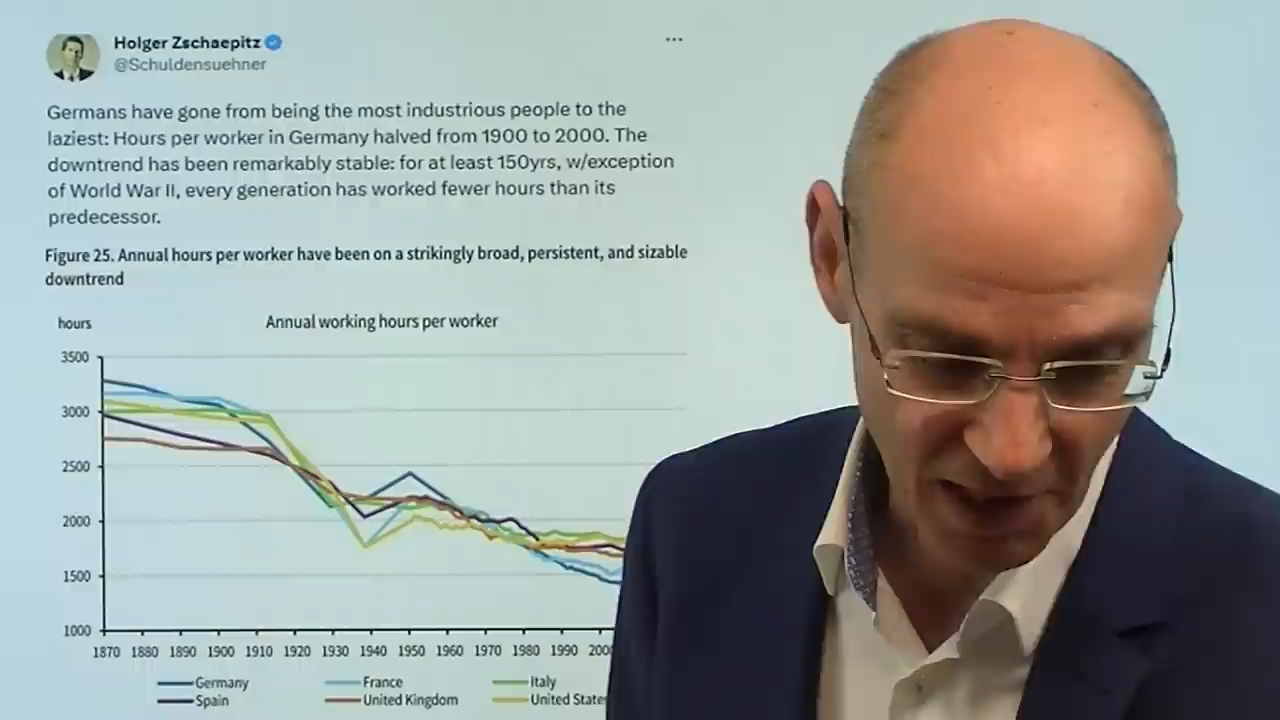 Holger Zschaepitz
@Schuldensuehner
Germans have gone from being the most industrious people to the
laziest: Hours per worker in Germany halved from 1900 to 2000. The
downtrend has been remarkably stable: for at least 150yrs, w/exception
of World War II, every generation has worked fewer hours than its
predecessor.
Figure 25. Annual hours per worker have been on a strikingly broad, persistent, and sizable
downtrend
hours
Annual working hours per worker
3500
3000
2500
2000
1500
1000
1870 1880 1890 1900 1910 1920 1930 1940 1950 1960 1970 1980 1990
Germany France Italy
Spain United Kingdom United